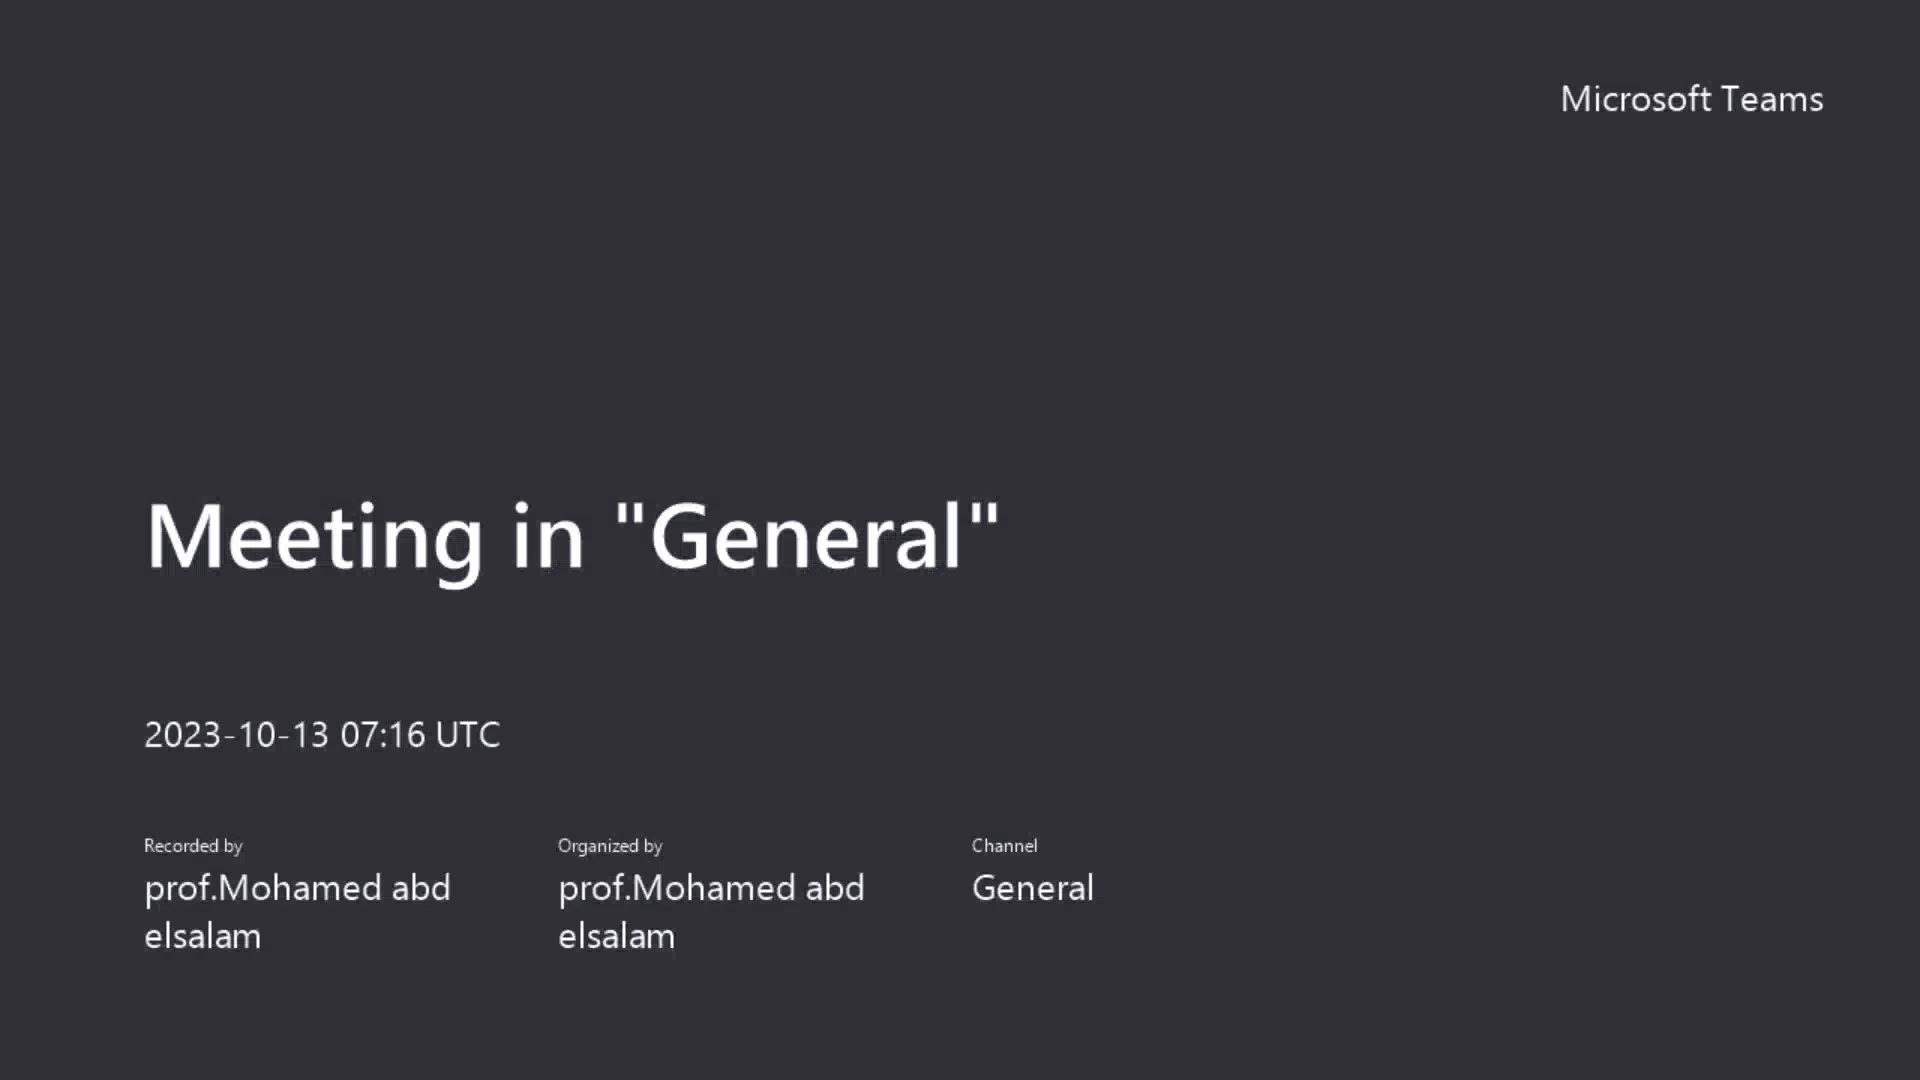 Microsoft Teams
Meeting in "General"
2023-10-13 07:16 UTC
Recorded by
prof.Mohamed abd
elsalam
Organized by
prof.Mohamed abd
elsalam
Channel
General